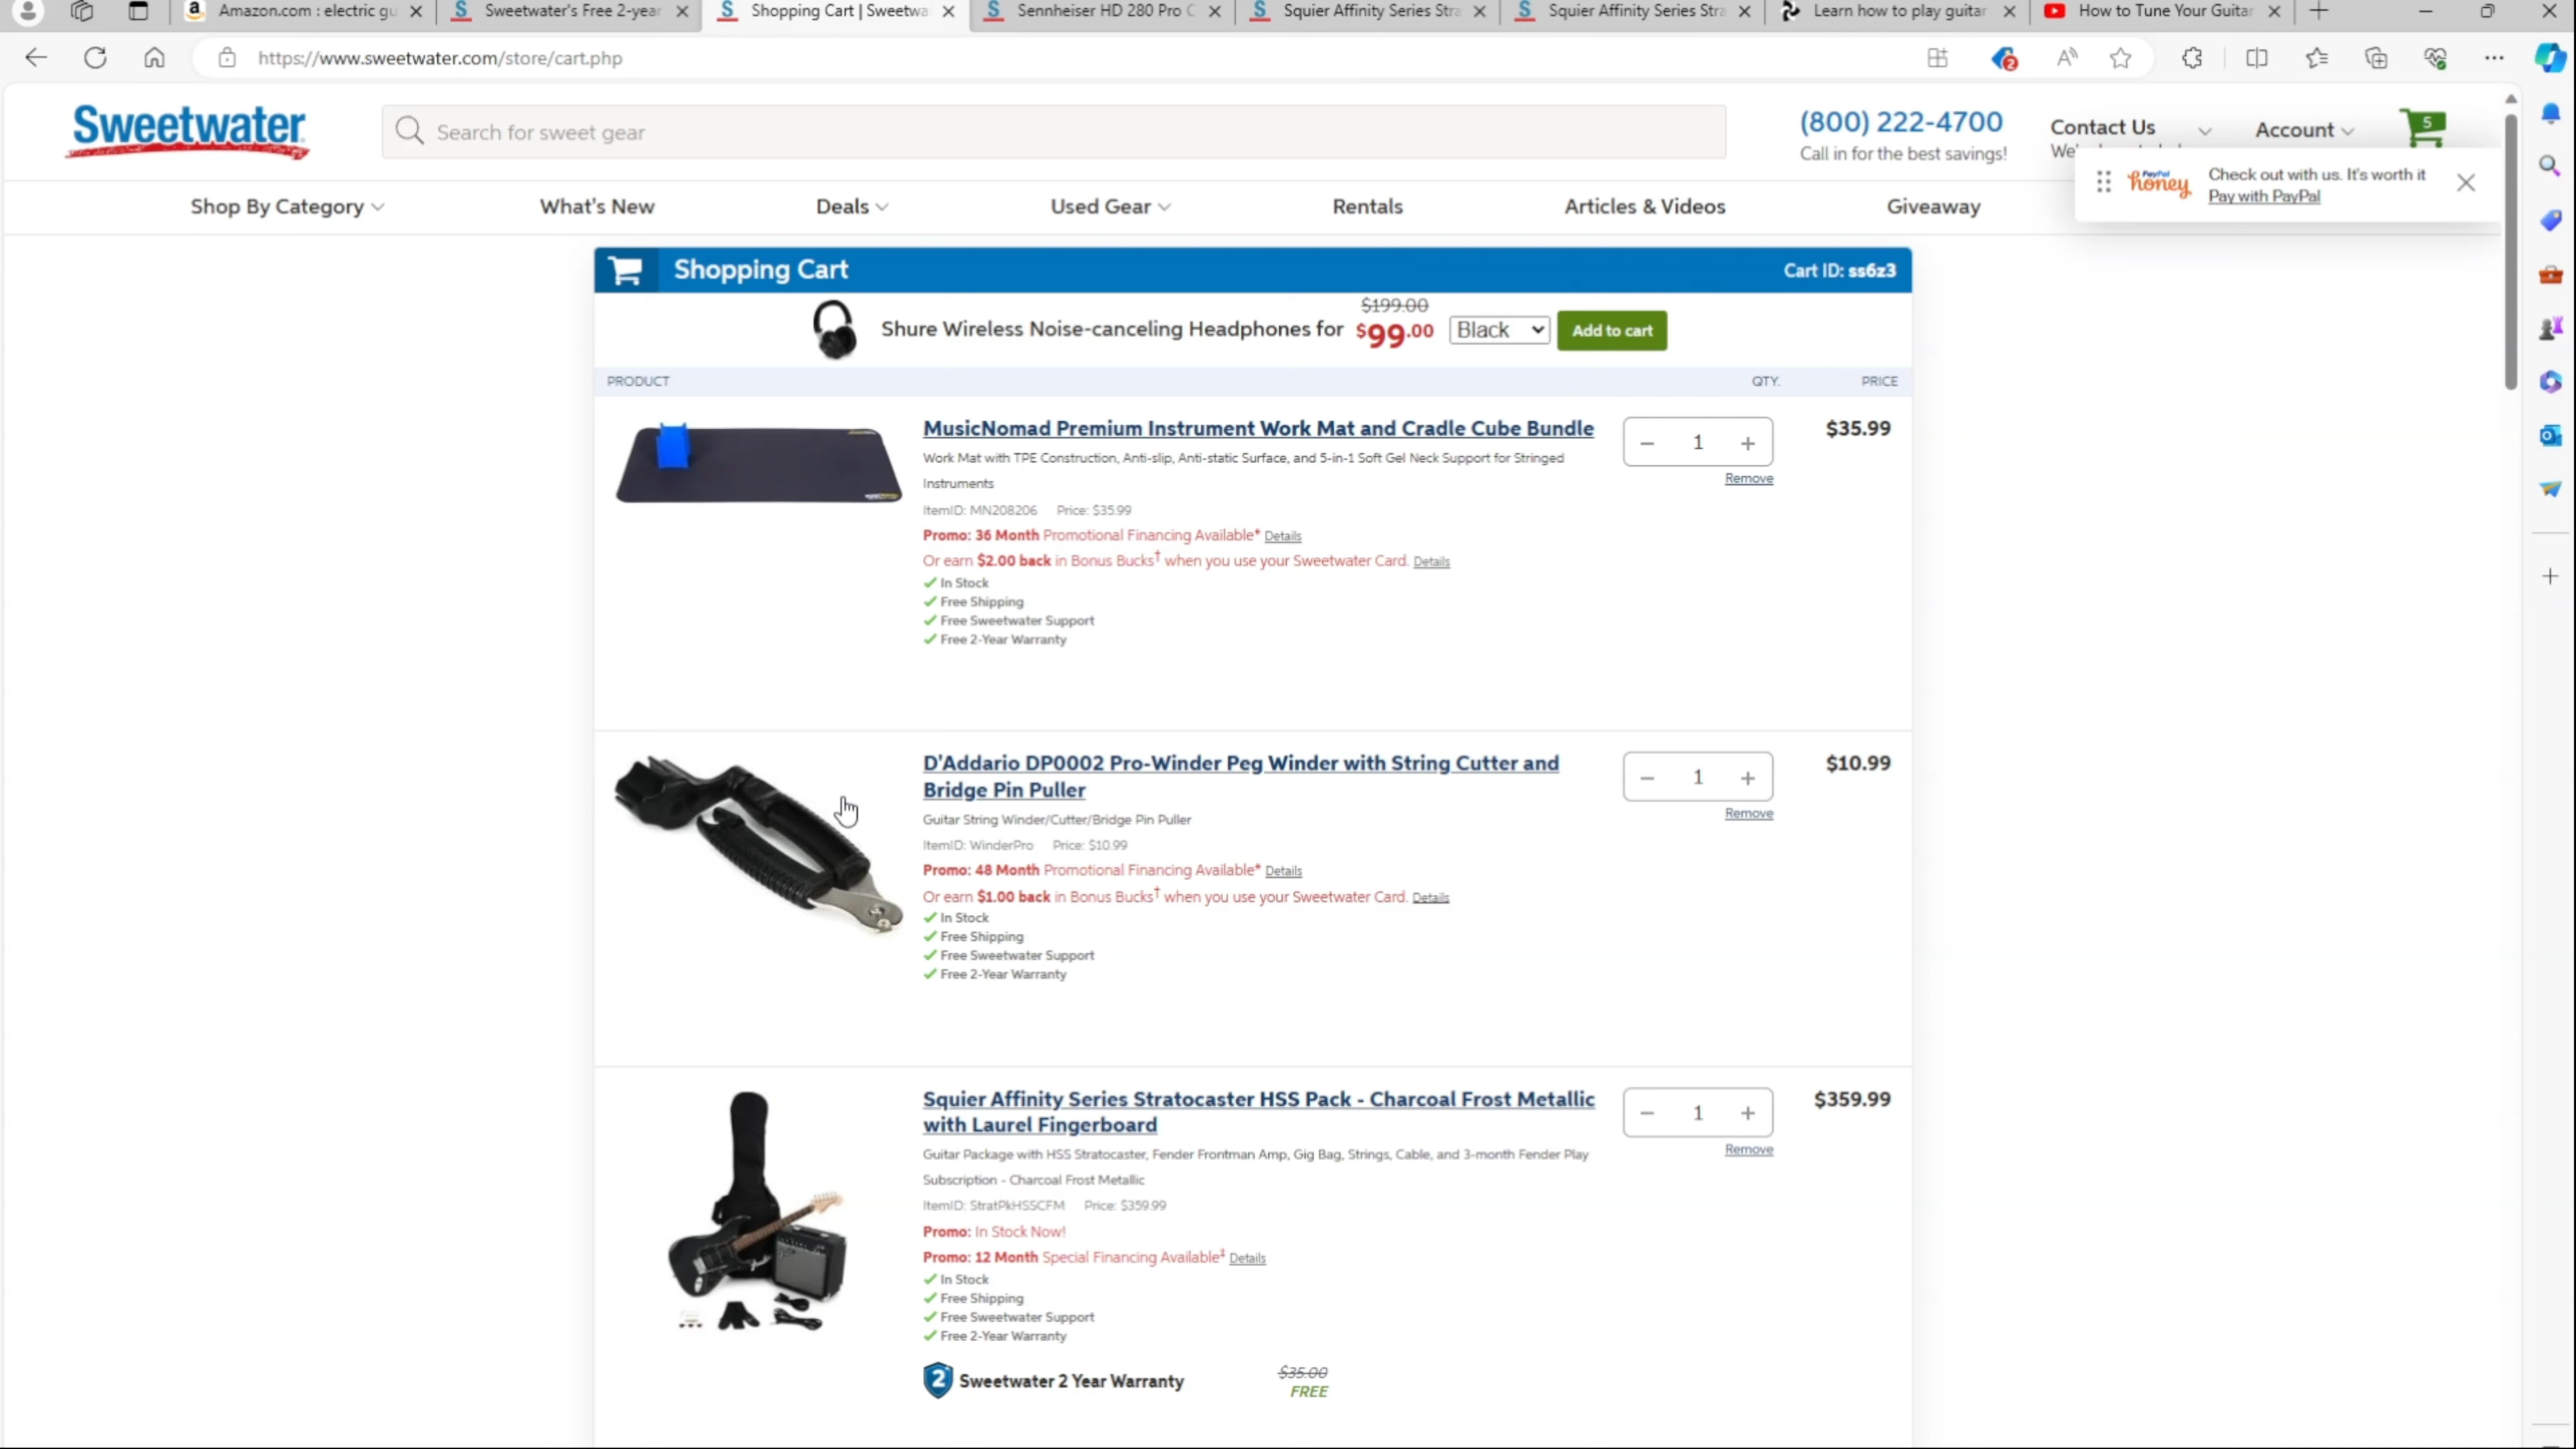 Amazon.com : electric gu
Sweetwater's Free 2-year
Shopping Cart | Sweetwa
Sennheiser HD 280 Pro C
Squier Affinity Series Stra
Squier Affinity Series Stra
Learn how to play guitar
How to Tune Your Guitar
https://www.sweetwater.com/store/cart.php
2
Sweetwater
Search for sweet gear
(800) 222-4700
Call in for the best savings!
Contact Us
Account
5
PayPal honey
Check out with us. It's worth it
Pay with PayPal
Shop By Category
What's New
Deals
Used Gear
Rentals
Articles & Videos
Giveaway
Shopping Cart
Cart ID: ss6z3
Shure Wireless Noise-canceling Headphones for
$199.00
$99.00
Black
Add to cart
PRODUCT
QTY.
PRICE
MusicNomad Premium Instrument Work Mat and Cradle Cube Bundle
− 1 +
$35.99
Work Mat with TPE Construction, Anti-slip, Anti-static Surface, and 5-in-1 Soft Gel Neck Support for Stringed
Instruments
Remove
ItemID: MN208206 Price: $35.99
Promo: 36 Month Promotional Financing Available* Details
Or earn $2.00 back in Bonus Bucks† when you use your Sweetwater Card. Details
In Stock
Free Shipping
Free Sweetwater Support
Free 2-Year Warranty
D'Addario DP0002 Pro-Winder Peg Winder with String Cutter and
Bridge Pin Puller
− 1 +
$10.99
Remove
Guitar String Winder/Cutter/Bridge Pin Puller
ItemID: WinderPro Price: $10.99
Promo: 48 Month Promotional Financing Available* Details
Or earn $1.00 back in Bonus Bucks† when you use your Sweetwater Card. Details
In Stock
Free Shipping
Free Sweetwater Support
Free 2-Year Warranty
Squier Affinity Series Stratocaster HSS Pack - Charcoal Frost Metallic
with Laurel Fingerboard
− 1 +
$359.99
Remove
Guitar Package with HSS Stratocaster, Fender Frontman Amp, Gig Bag, Strings, Cable, and 3-month Fender Play
Subscription - Charcoal Frost Metallic
ItemID: StratPkHSSCFM Price: $359.99
Promo: In Stock Now!
Promo: 12 Month Special Financing Available‡ Details
In Stock
Free Shipping
Free Sweetwater Support
Free 2-Year Warranty
2 Sweetwater 2 Year Warranty
$35.00
FREE